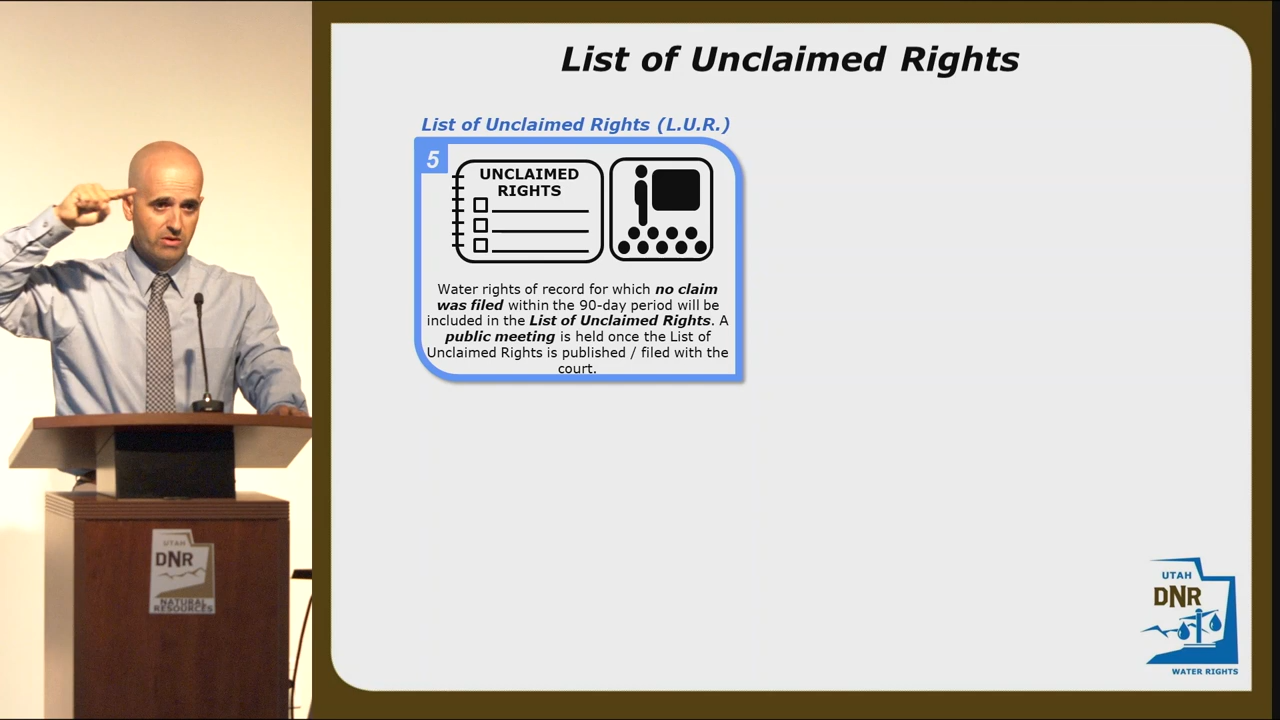 List of Unclaimed Rights
List of Unclaimed Rights (L.U.R.)
5
UNCLAIMED
RIGHTS
Water rights of record for which no claim
was filed within the 90-day period will be
included in the List of Unclaimed Rights. A
public meeting is held once the List of
Unclaimed Rights is published / filed with the
court.
UTAH
DNR
NATURAL
RESOURCES
UTAH
DNR
WATER RIGHTS